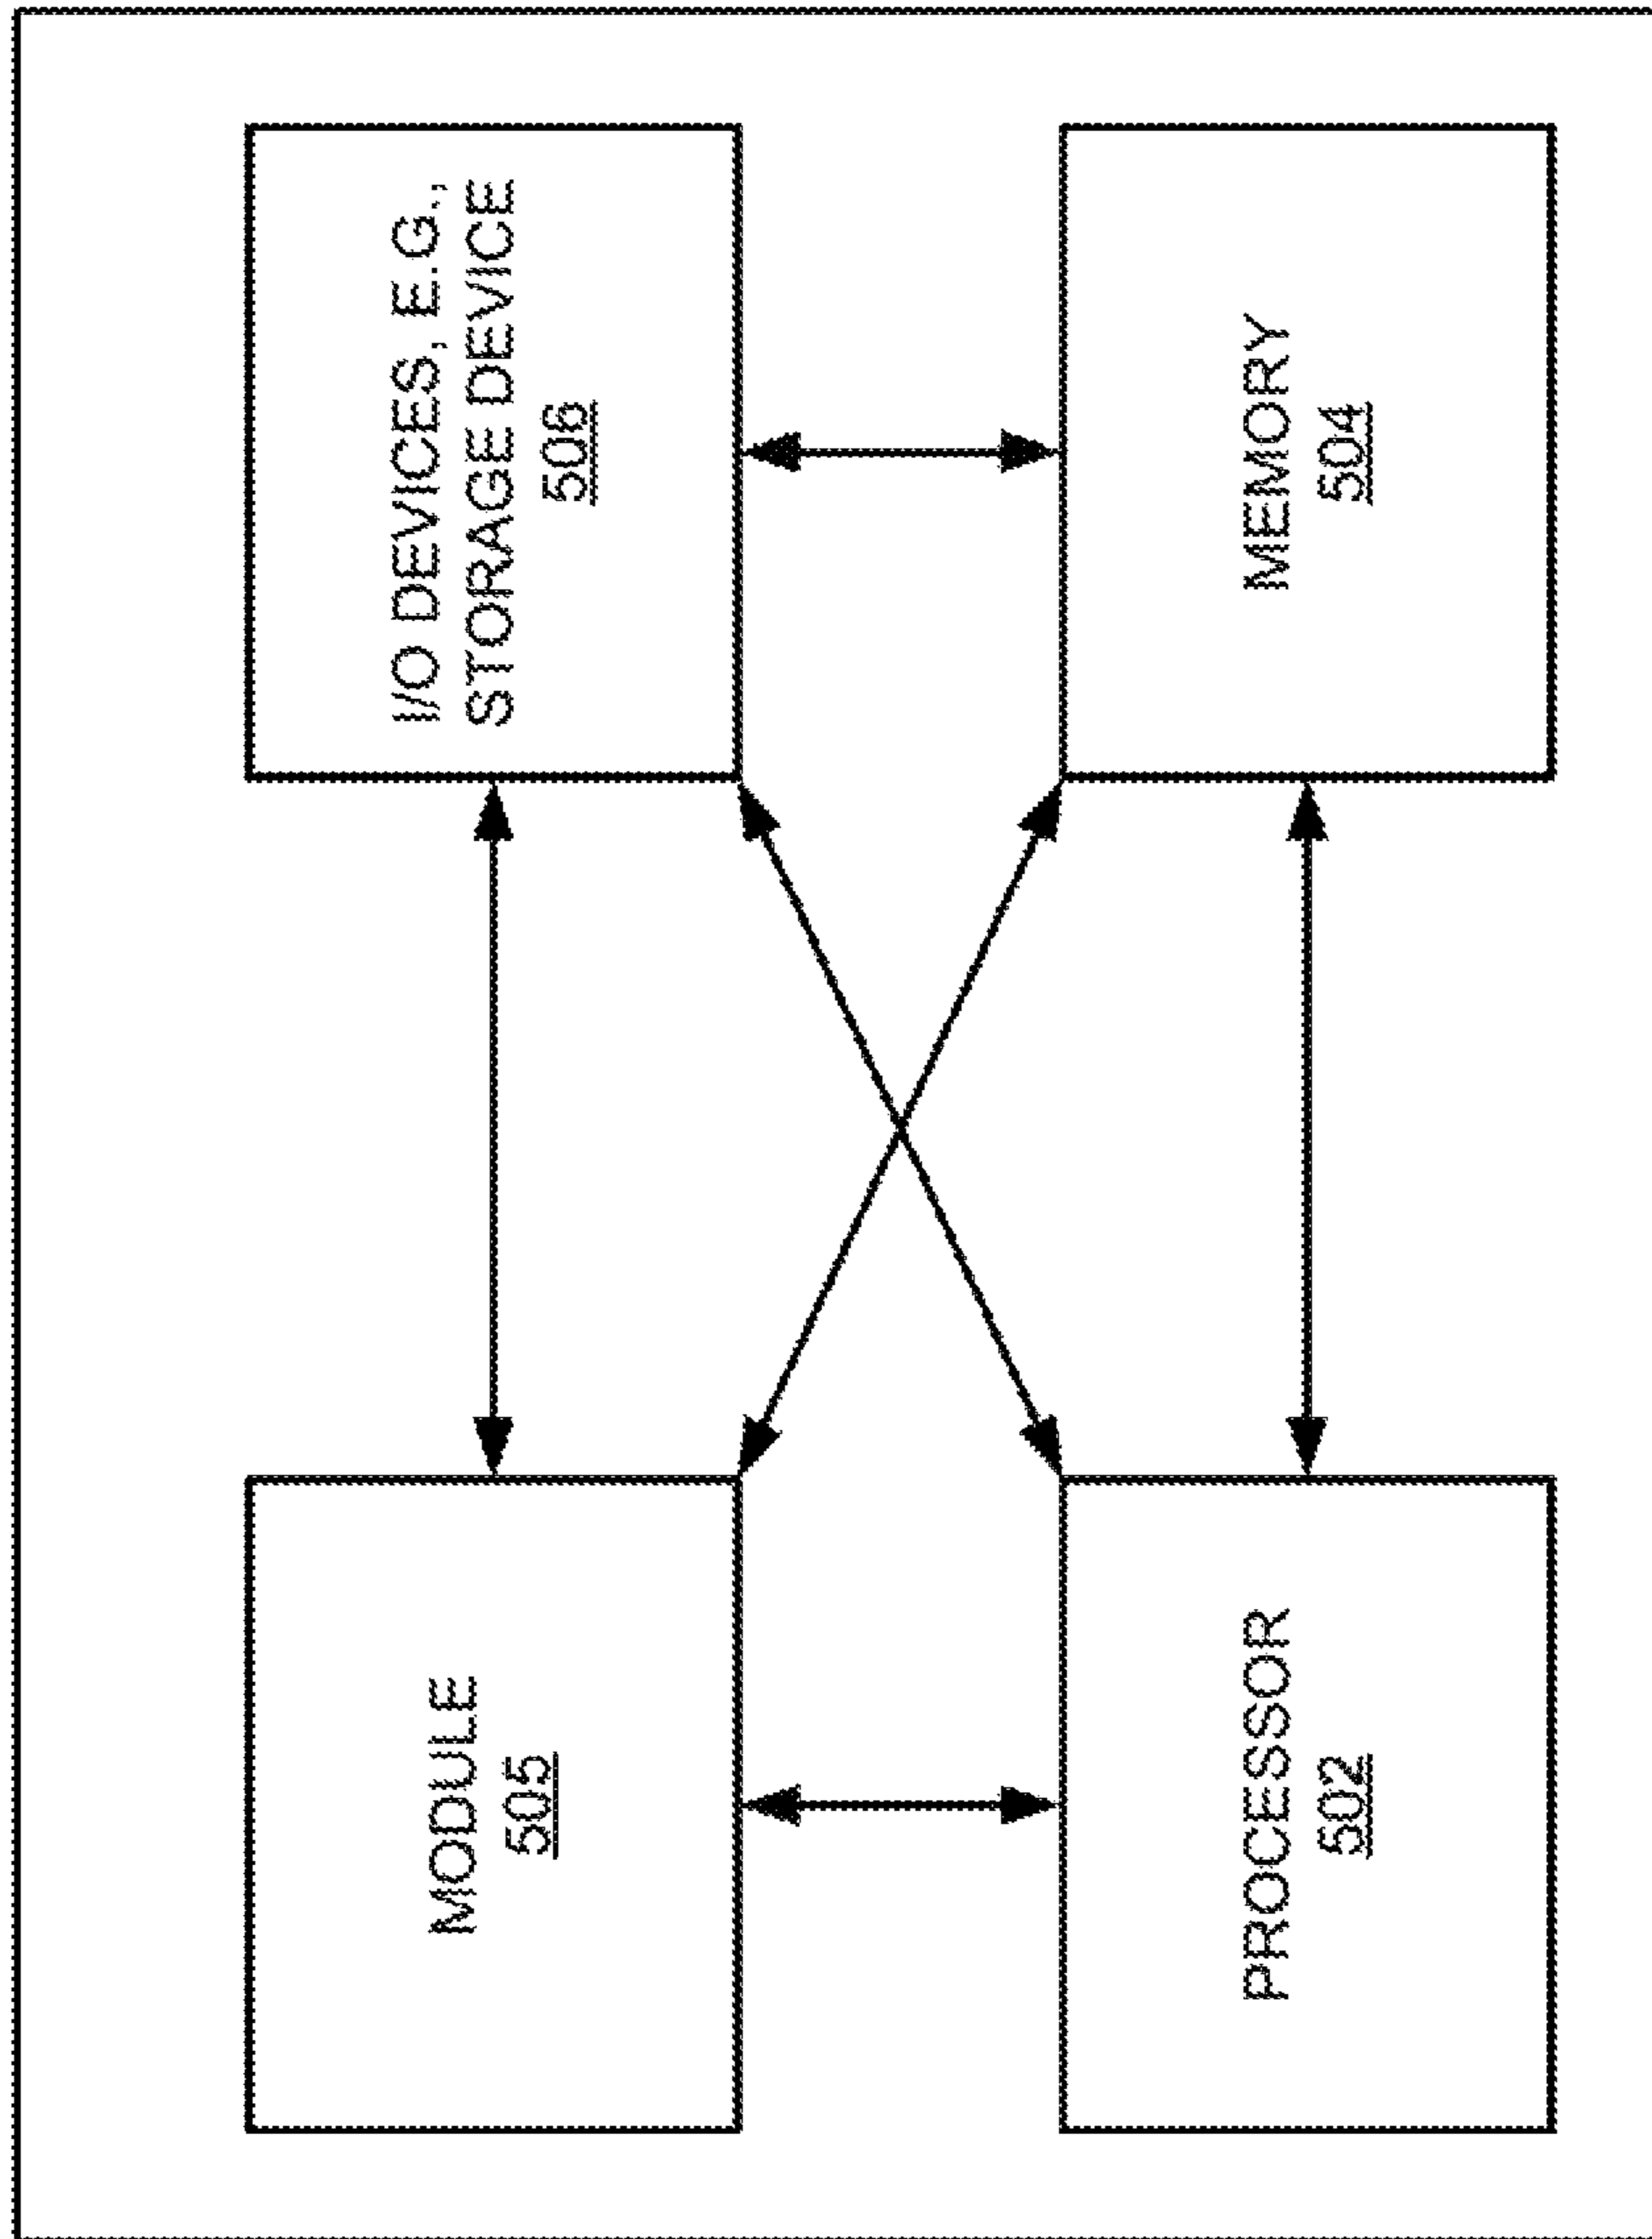 MODULE
505
I/O DEVICES, E.G.,
STORAGE DEVICE
506
PROCESSOR
502
MEMORY
504